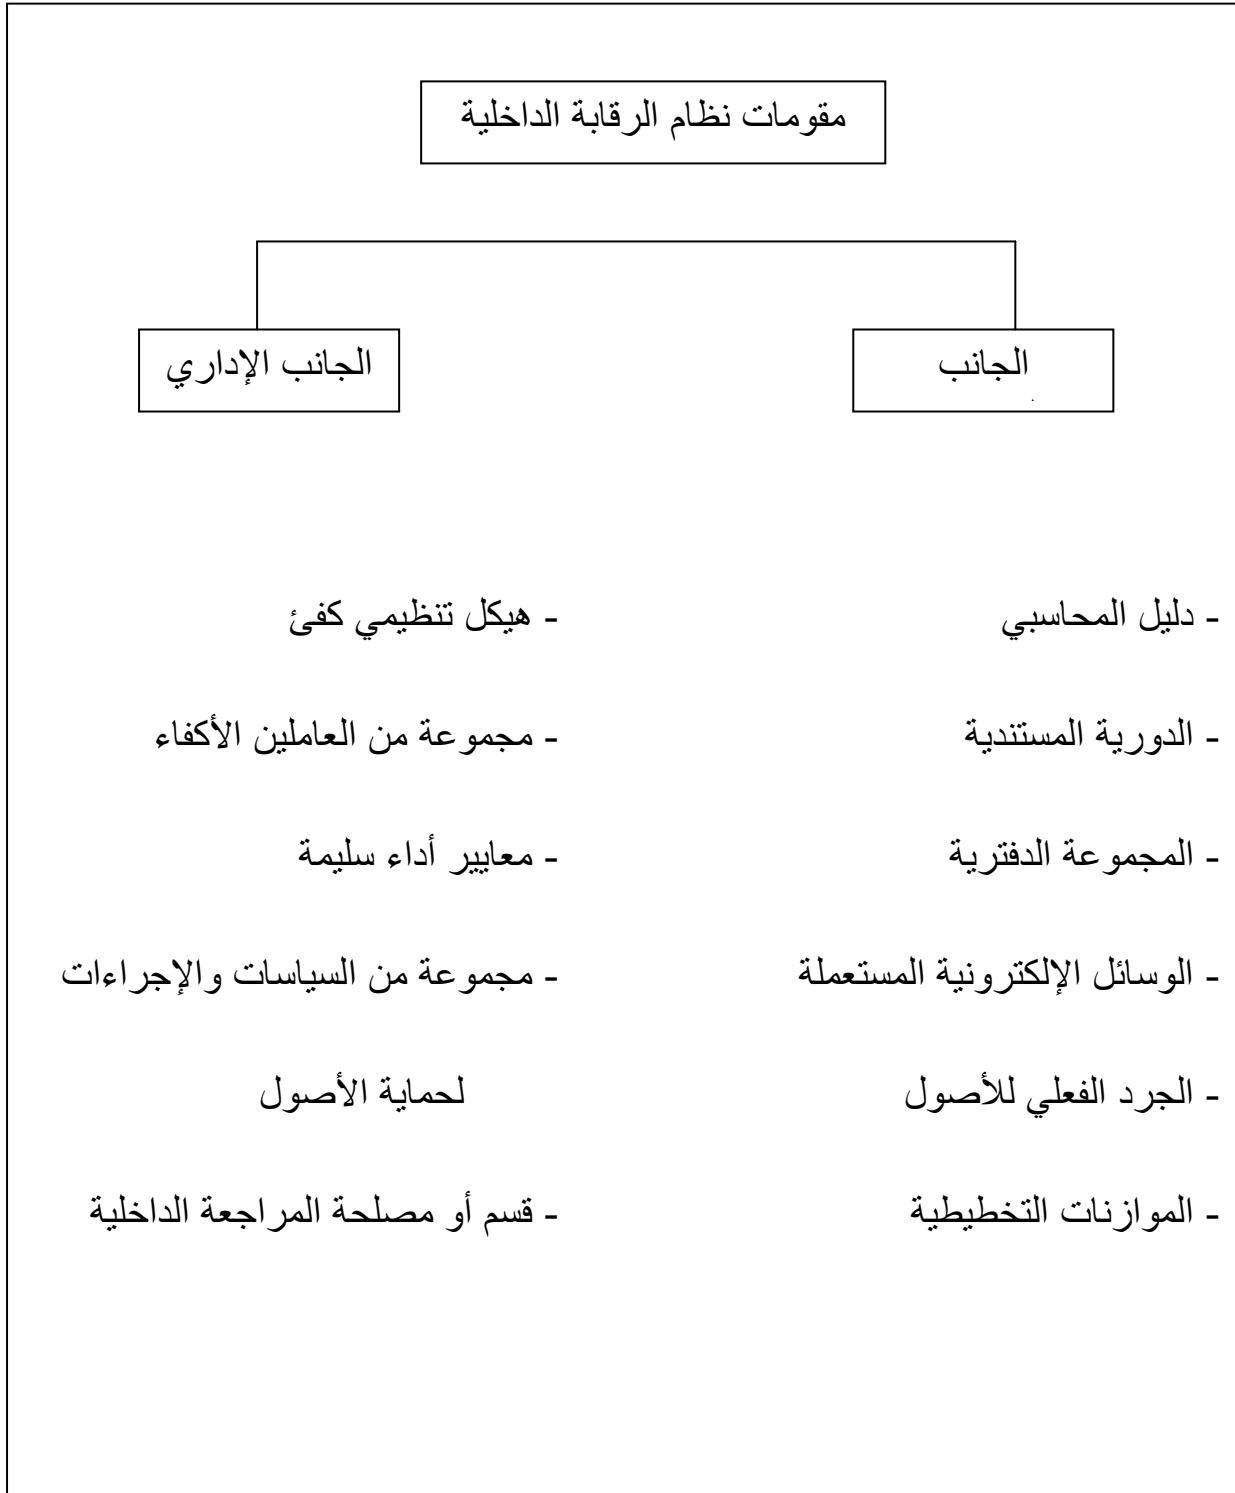 مقومات نظام الرقابة الداخلية
الجانب
الجانب الإداري
- دليل المحاسبي
- الدورية المستندية
- المجموعة الدفترية
- الوسائل الإلكترونية المستعملة
- الجرد الفعلي للأصول
- الموازنات التخطيطية
- هيكل تنظيمي كفئ
- مجموعة من العاملين الأكفاء
- معايير أداء سليمة
- مجموعة من السياسات والإجراءات
لحماية الأصول
- قسم أو مصلحة المراجعة الداخلية